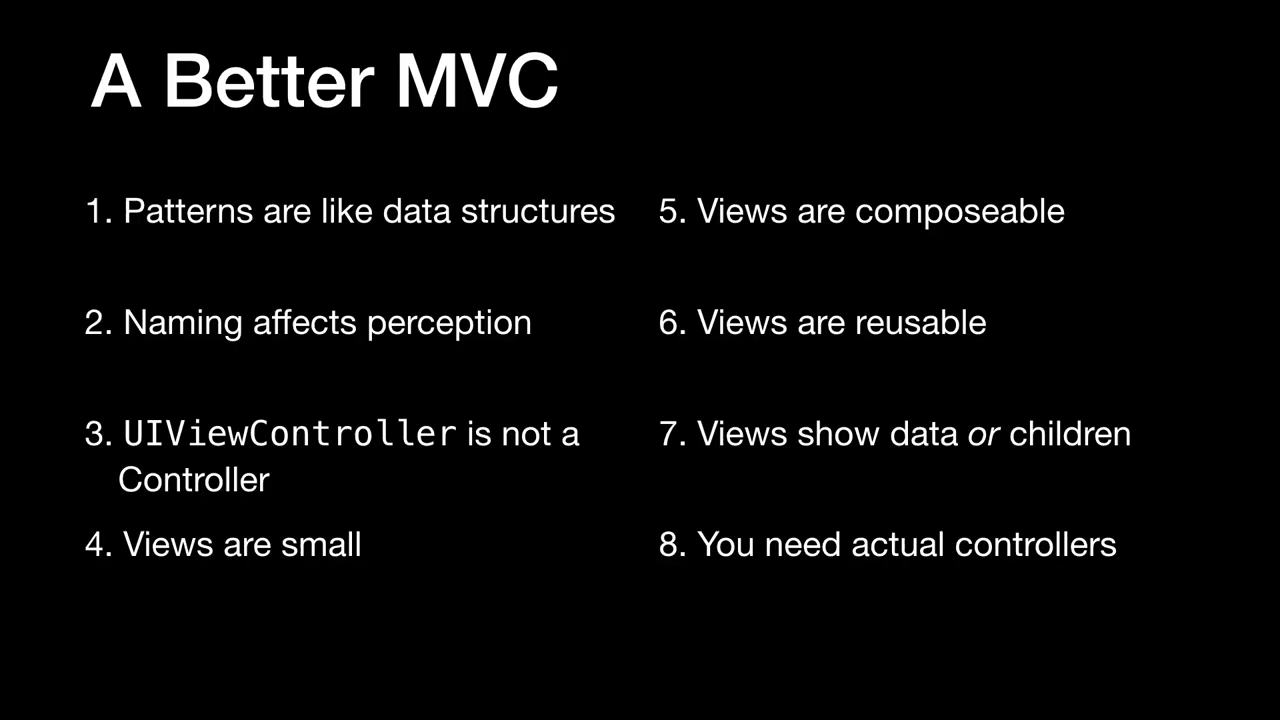 A Better MVC
1. Patterns are like data structures
2. Naming affects perception
3. UIViewController is not a
Controller
4. Views are small
5. Views are composeable
6. Views are reusable
7. Views show data or children
8. You need actual controllers